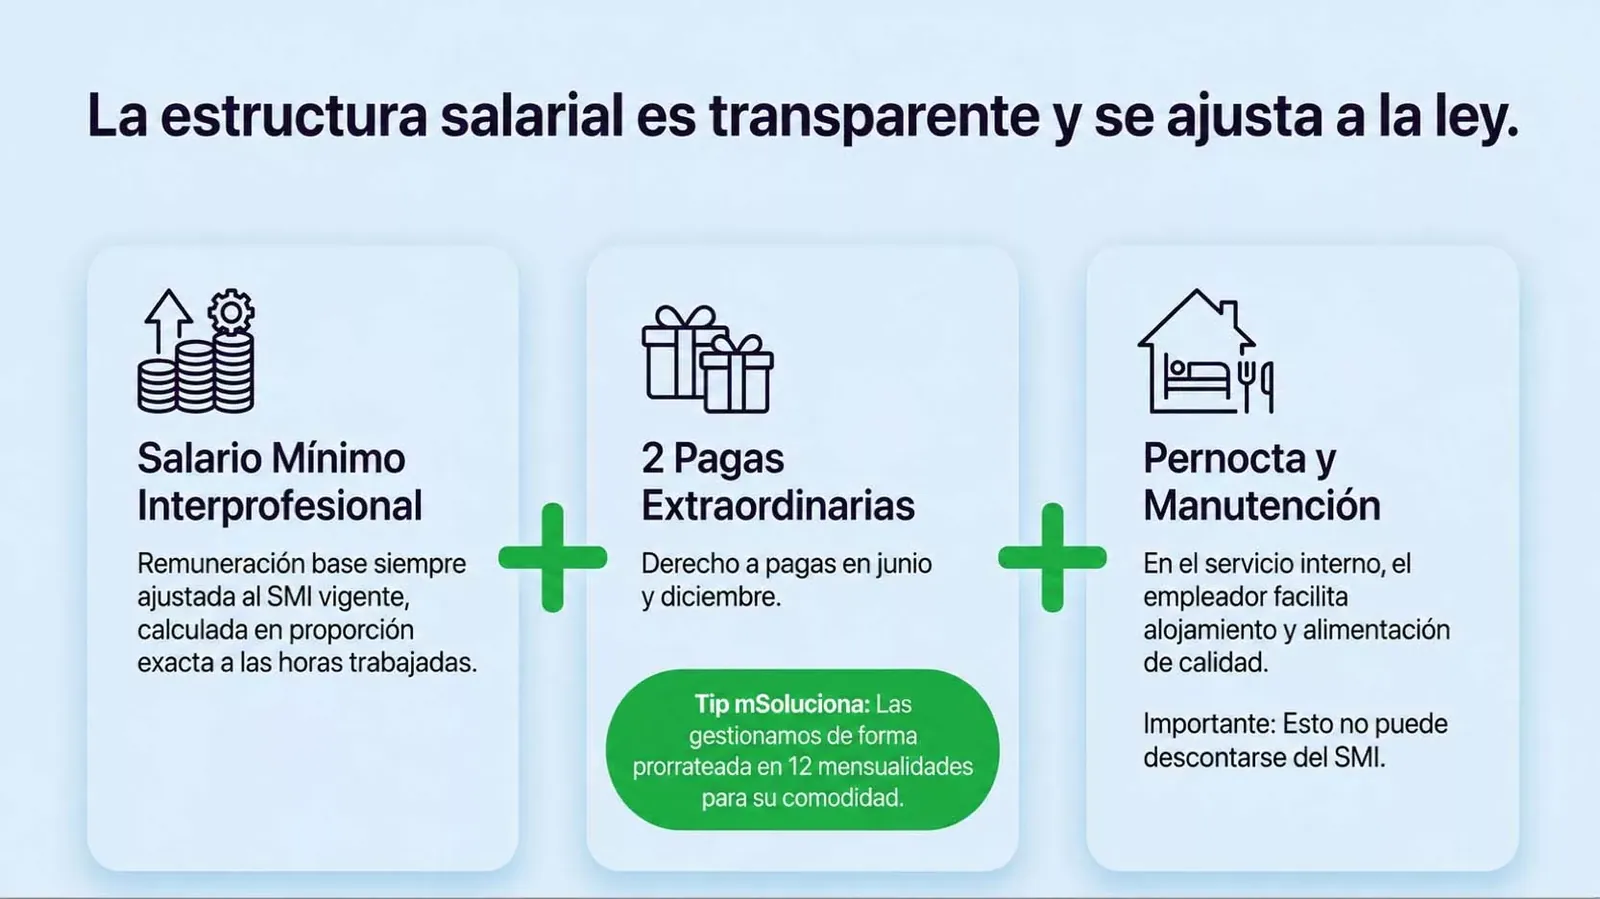 La estructura salarial es transparente y se ajusta a la ley.
Salario Mínimo
Interprofesional
Remuneración base siempre
ajustada al SMI vigente,
calculada en proporción
exacta a las horas trabajadas.
2 Pagas
Extraordinarias
Derecho a pagas en junio
y diciembre.
Tip mSoluciona: Las
gestionamos de forma
prorrateada en 12 mensualidades
para su comodidad.
Pernocta y
Manutención
En el servicio interno, el
empleador facilita
alojamiento y alimentación
de calidad.
Importante: Esto no puede
descontarse del SMI.